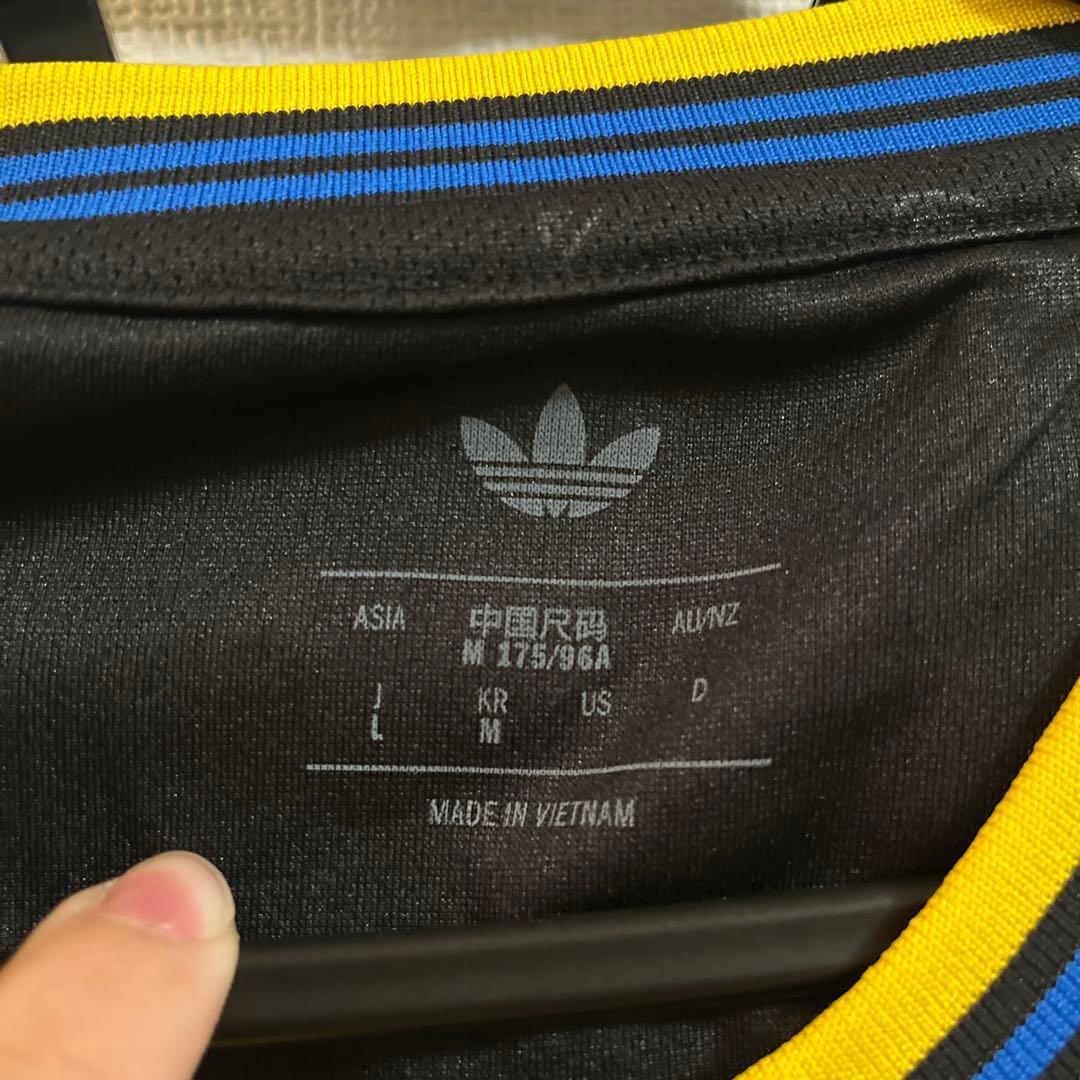 ASIA 中国尺码 AU/NZ
M 175/96A
J KR US D
L M
MADE IN VIETNAM